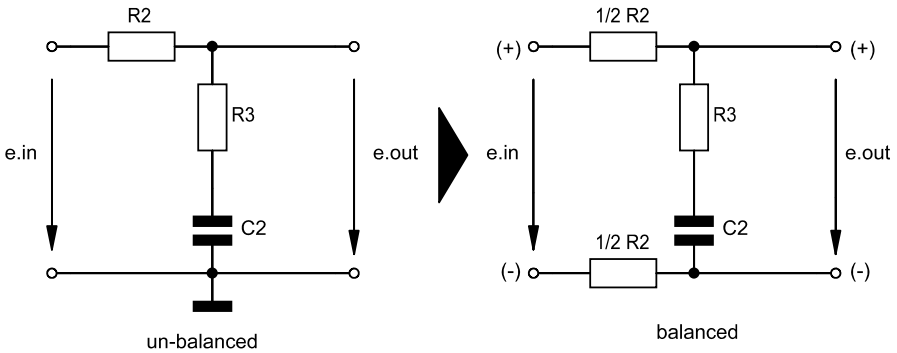 R2
R3
e.in
e.out
C2
un-balanced
1/2 R2
(+)
(+)
R3
e.in
e.out
C2
1/2 R2
(-)
(-)
balanced